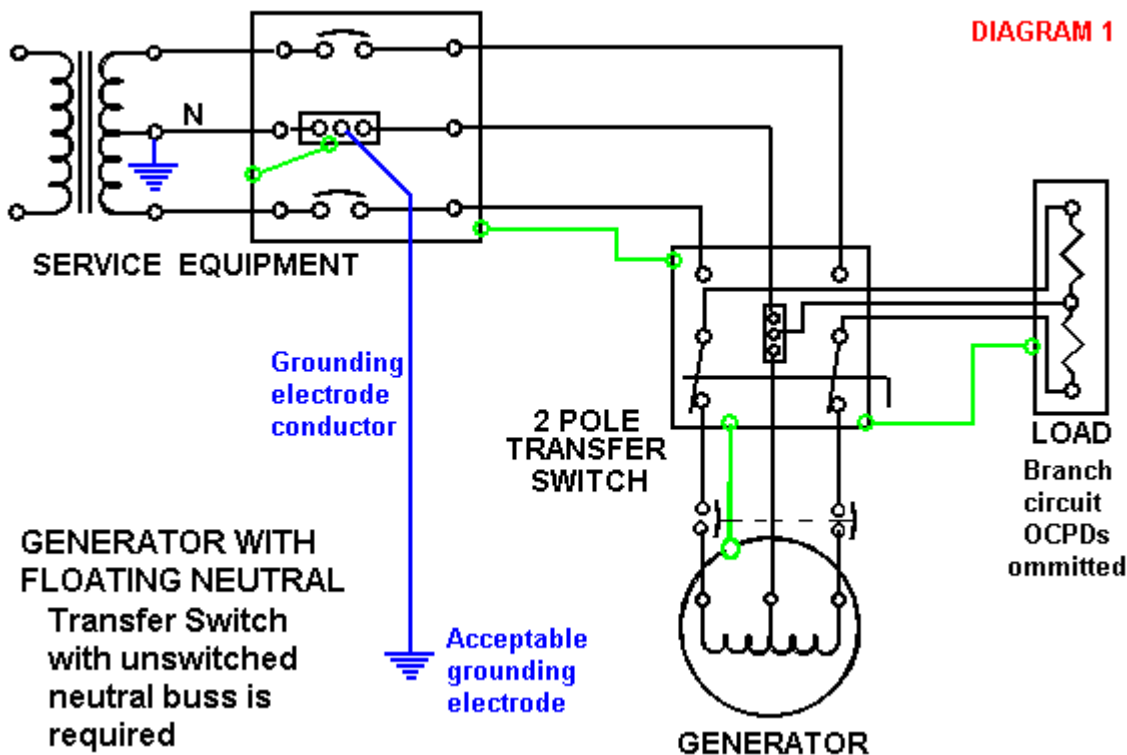 DIAGRAM 1
N
SERVICE EQUIPMENT
Grounding
electrode
conductor
2 POLE
TRANSFER
SWITCH
LOAD
Branch
circuit
OCPDs
ommitted
GENERATOR WITH
FLOATING NEUTRAL
Transfer Switch
with unswitched
neutral buss is
required
Acceptable
grounding
electrode
GENERATOR